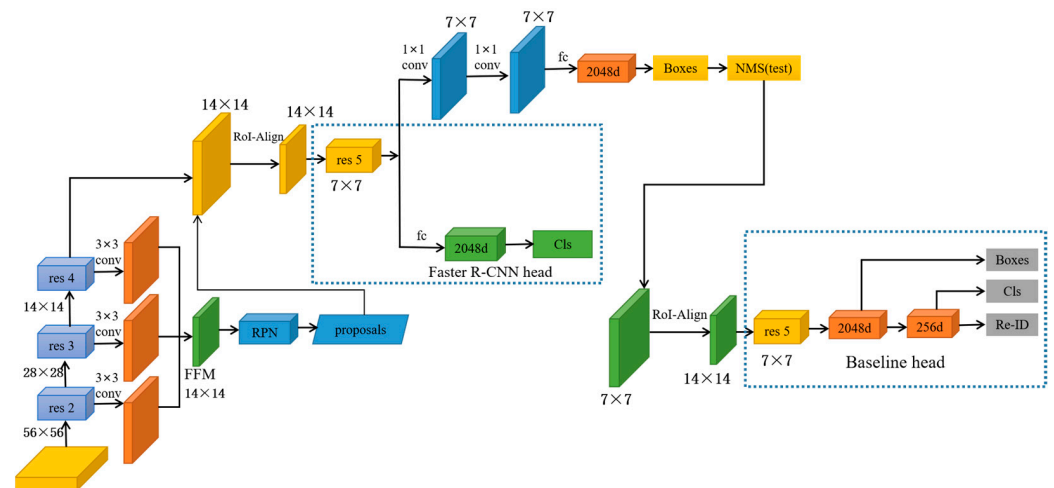 7×7
7×7
1×1
conv
1×1
conv
fc
2048d
Boxes
NMS(test)
14×14
RoI-Align
14×14
res 5
7×7
fc
2048d
Cls
Faster R-CNN head
3×3
conv
res 4
14×14
3×3
conv
res 3
28×28
3×3
conv
res 2
56×56
FFM
14×14
RPN
proposals
7×7
RoI-Align
14×14
res 5
7×7
2048d
256d
Boxes
Cls
Re-ID
Baseline head